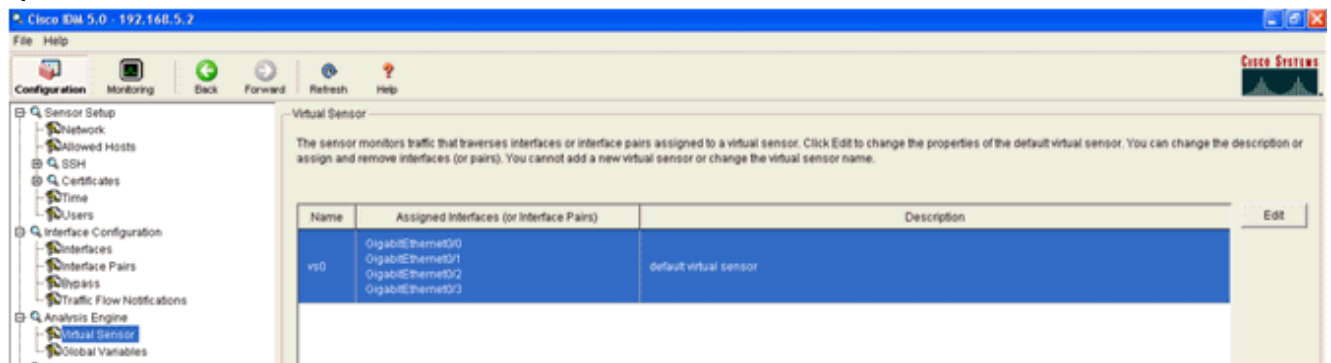 Cisco IDM 5.0 - 192.168.5.2
File Help
Configuration Monitoring Back Forward Refresh Help
CISCO SYSTEMS
Sensor Setup
Network
Allowed Hosts
SSH
Certificates
Time
Users
Interface Configuration
Interfaces
Interface Pairs
Bypass
Traffic Flow Notifications
Analysis Engine
Virtual Sensor
Global Variables
Virtual Sensor
The sensor monitors traffic that traverses interfaces or interface pairs assigned to a virtual sensor. Click Edit to change the properties of the default virtual sensor. You can change the description or
assign and remove interfaces (or pairs). You cannot add a new virtual sensor or change the virtual sensor name.
Name Assigned Interfaces (or Interface Pairs) Description
Edit
vs0
GigabitEthernet0/0
GigabitEthernet0/1
GigabitEthernet0/2
GigabitEthernet0/3
default virtual sensor